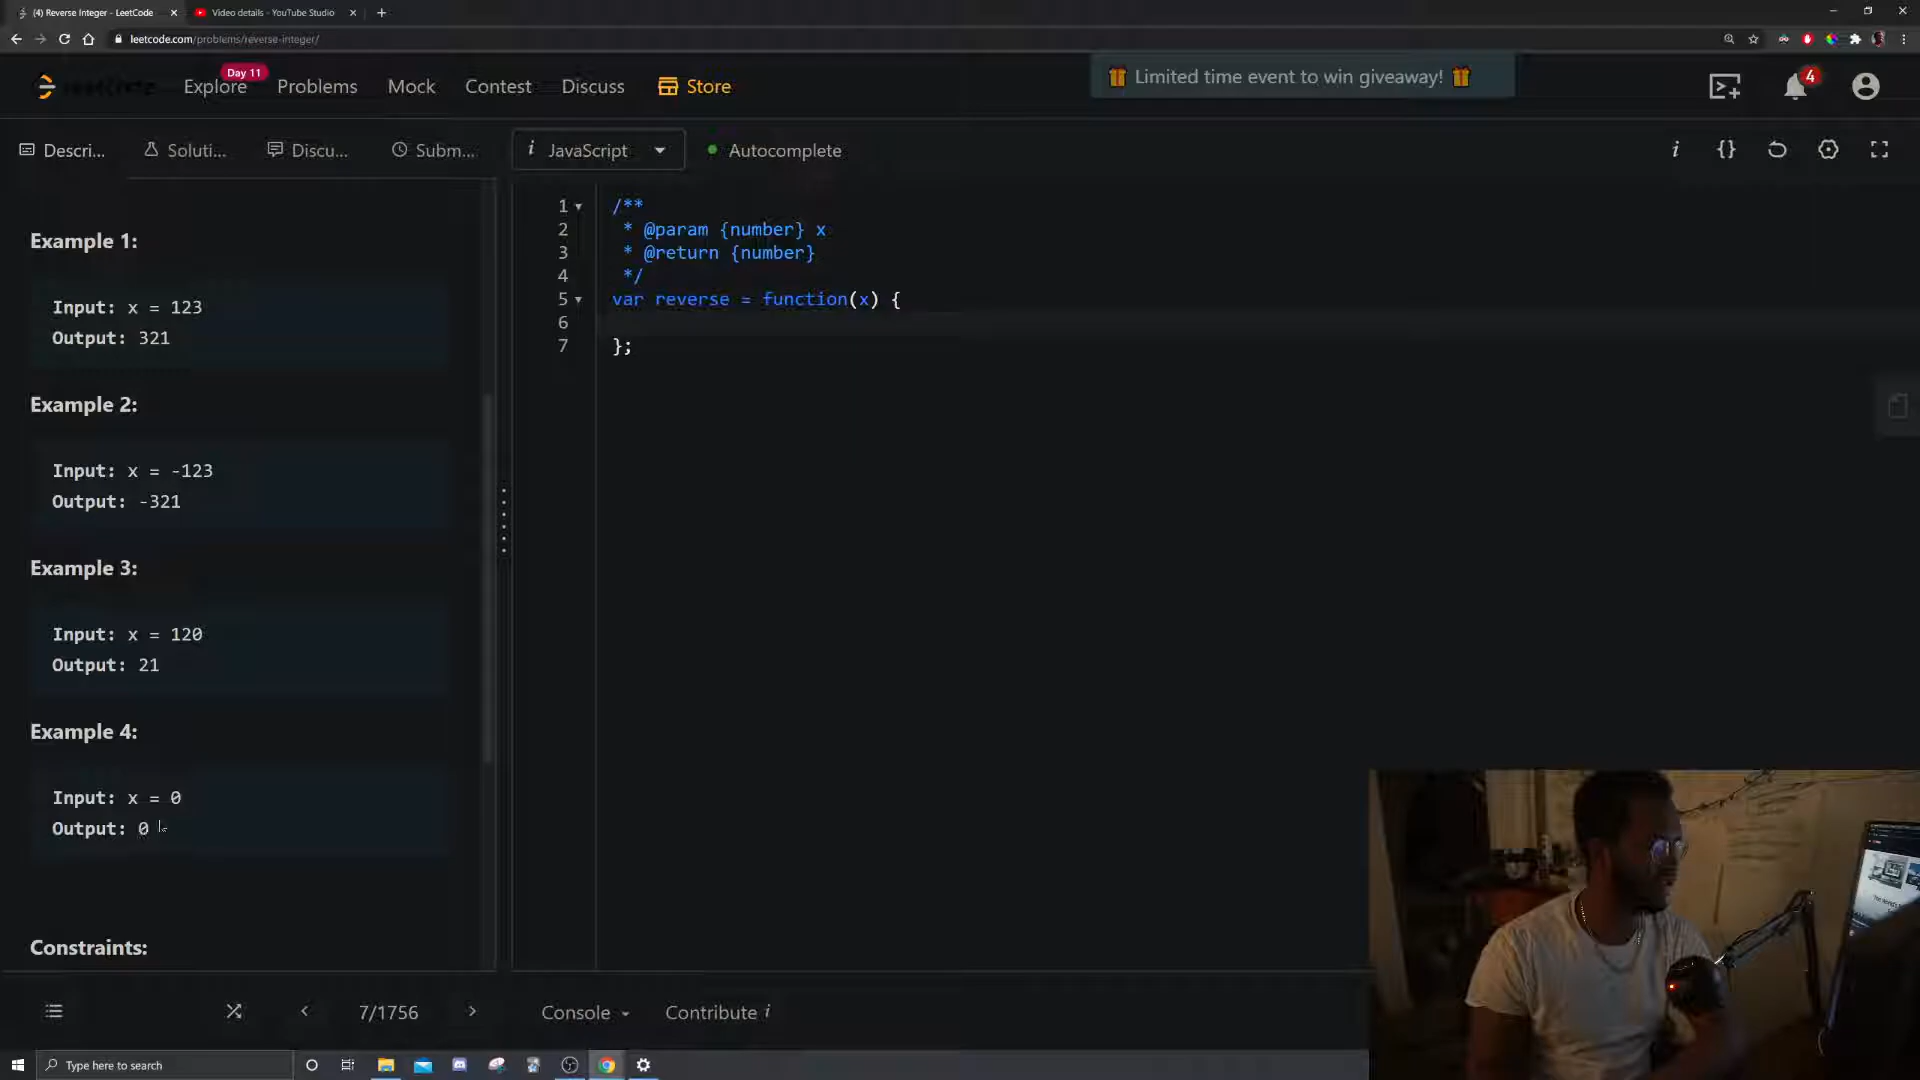 (4) Reverse Integer - LeetCode
Video details - YouTube Studio
leetcode.com/problems/reverse-integer/
LeetCode
Explore
Day 11
Problems
Mock
Contest
Discuss
Store
Limited time event to win giveaway!
4
Descri...
Soluti...
Discu...
Subm...
i JavaScript
Autocomplete
i {}
Example 1:
Input: x = 123
Output: 321
Example 2:
Input: x = -123
Output: -321
Example 3:
Input: x = 120
Output: 21
Example 4:
Input: x = 0
Output: 0
Constraints:
1 /**
2 * @param {number} x
3 * @return {number}
4 */
5 var reverse = function(x) {
6
7 };
7/1756
Console
Contribute i
Type here to search